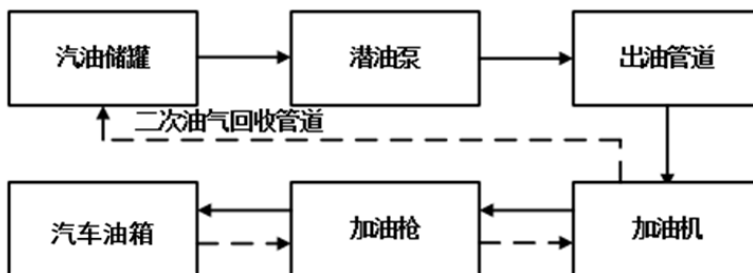 汽油储罐
潜油泵
出油管道
二次油气回收管道
汽车油箱
加油枪
加油机